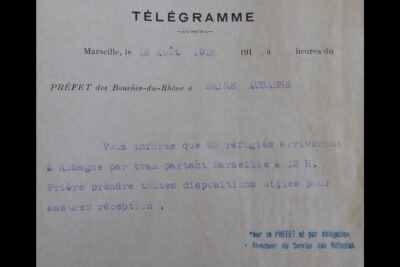 TÉLÉGRAMME
Marseille, le 19 Août 1918 191 , à heures du
PRÉFET des Bouches-du-Rhône à MAIRE AUBAGNE
Vous informe que 22 réfugiés arriveront
à Aubagne par tram partant Marseille à 13 H.
Prière prendre toutes dispositions utiles pour
assurer réception .
Pour le PRÉFET et par délégation
Directeur du Service des Réfugiés